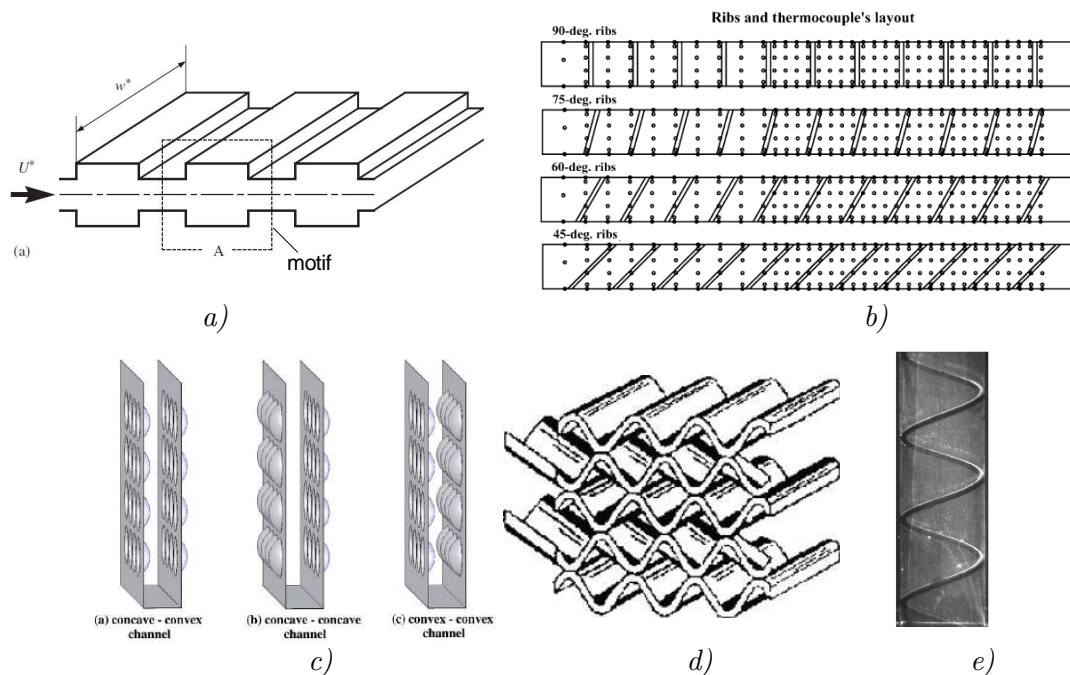 w*
U*
A
(a)
motif
a)
Ribs and thermocouple's layout
90-deg. ribs
75-deg. ribs
60-deg. ribs
45-deg. ribs
b)
(a) concave - convex
channel
(b) concave - concave
channel
(c) convex - convex
channel
c)
d)
e)